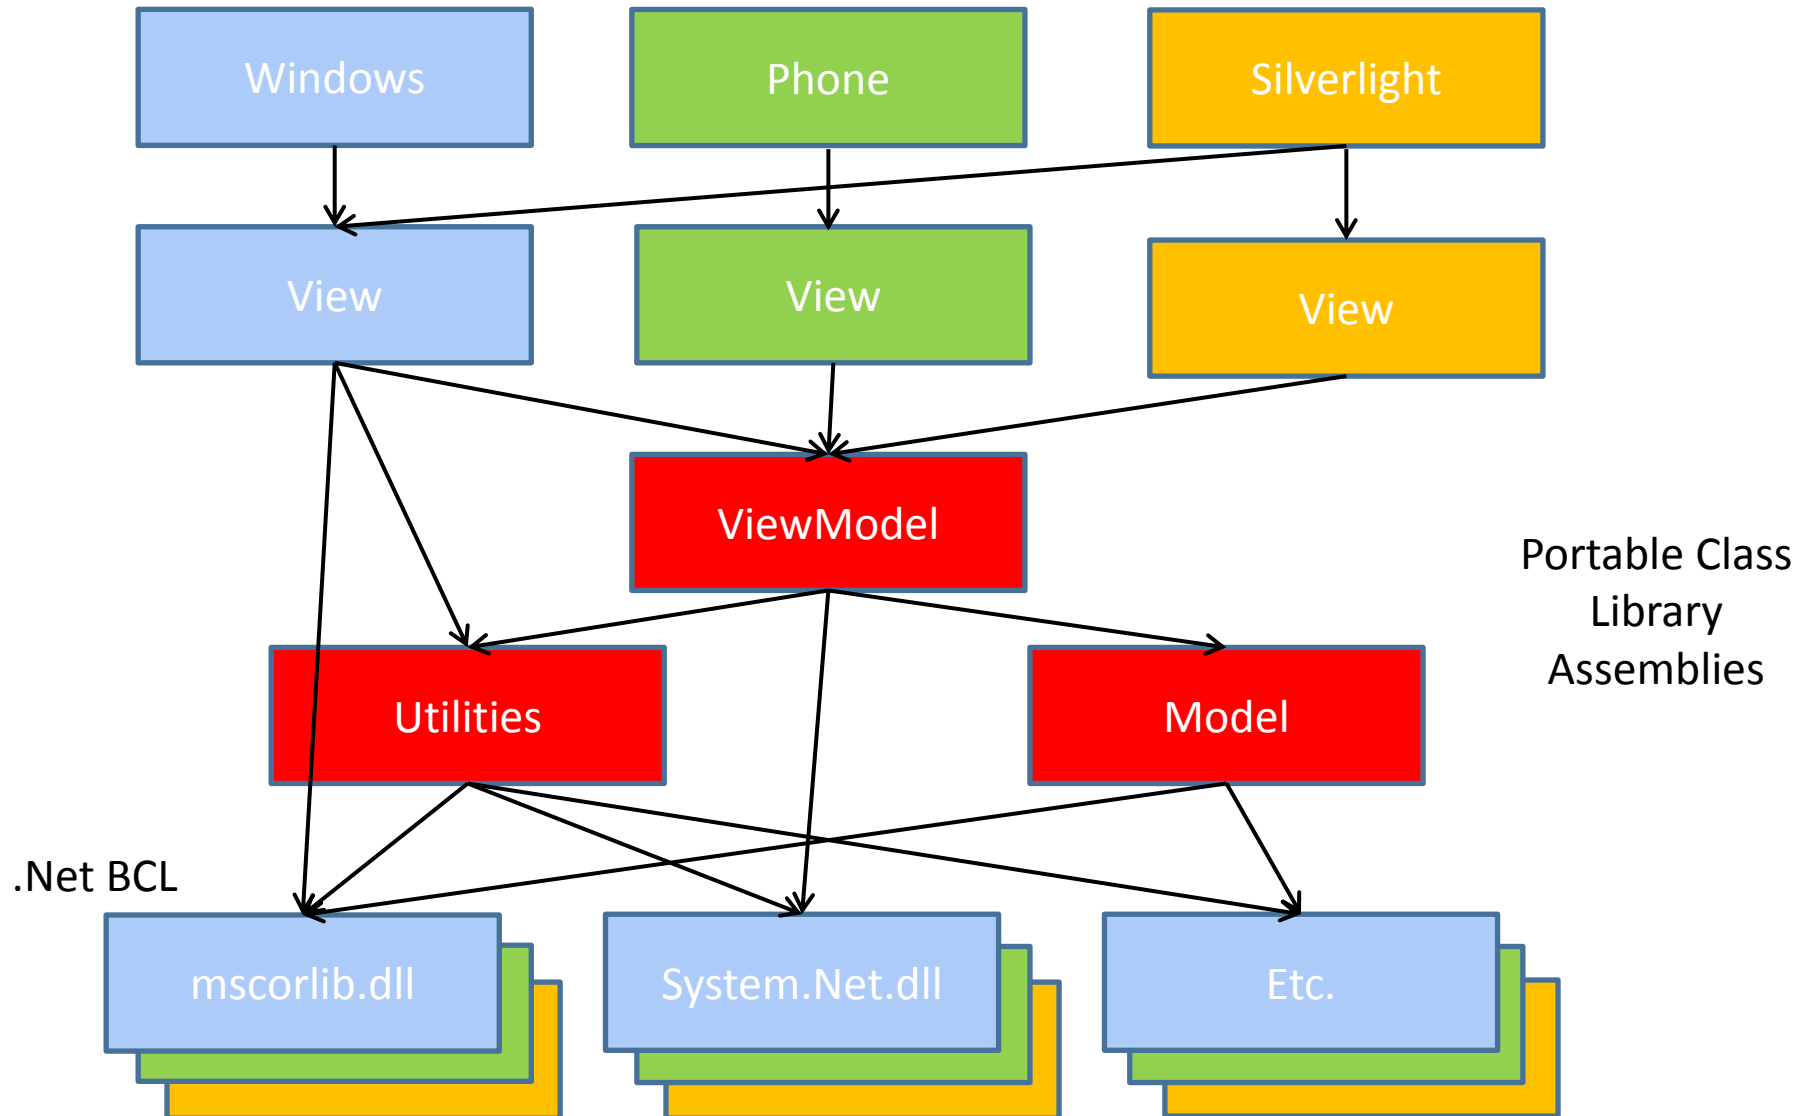 Windows
Phone
Silverlight
View
View
View
ViewModel
Portable Class
Library
Assemblies
Utilities
Model
.Net BCL
mscorlib.dll
System.Net.dll
Etc.